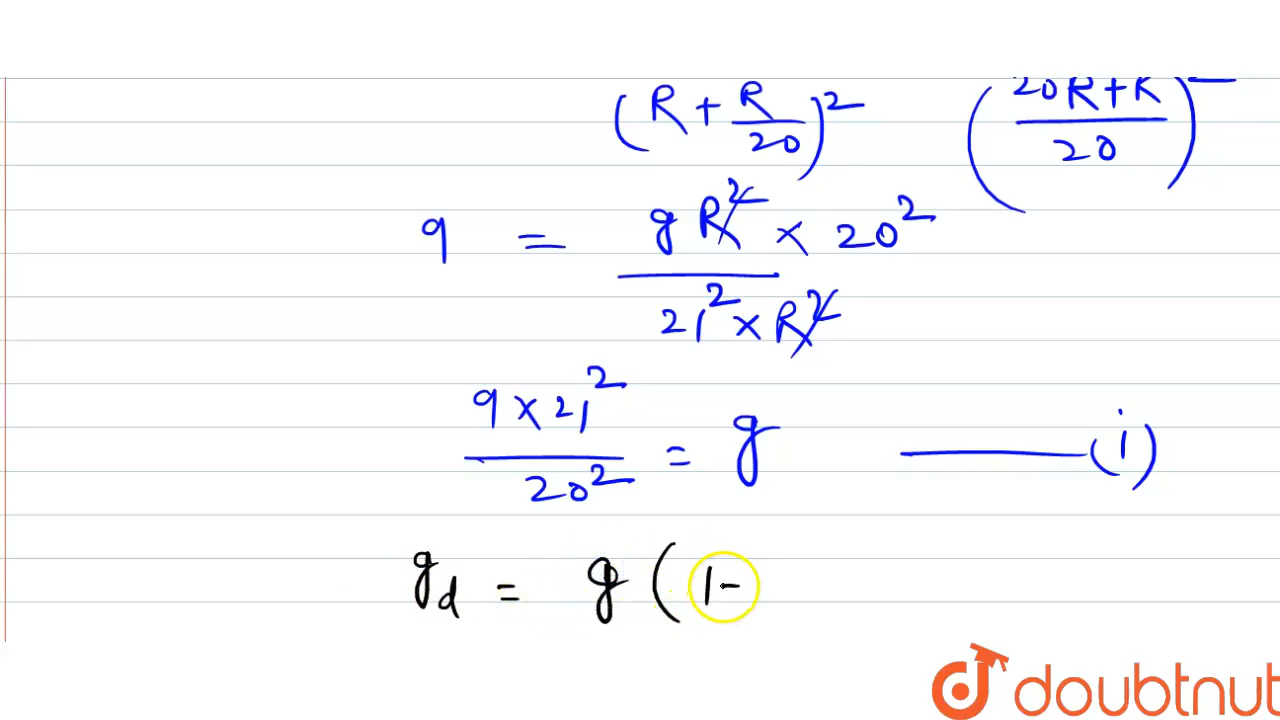 (R + R/20)² (20R+R/20)²
9 = gR² × 20² / 21² × R²
9 × 21² / 20² = g ——— (i)
g_d = g ( 1-
doubtnut